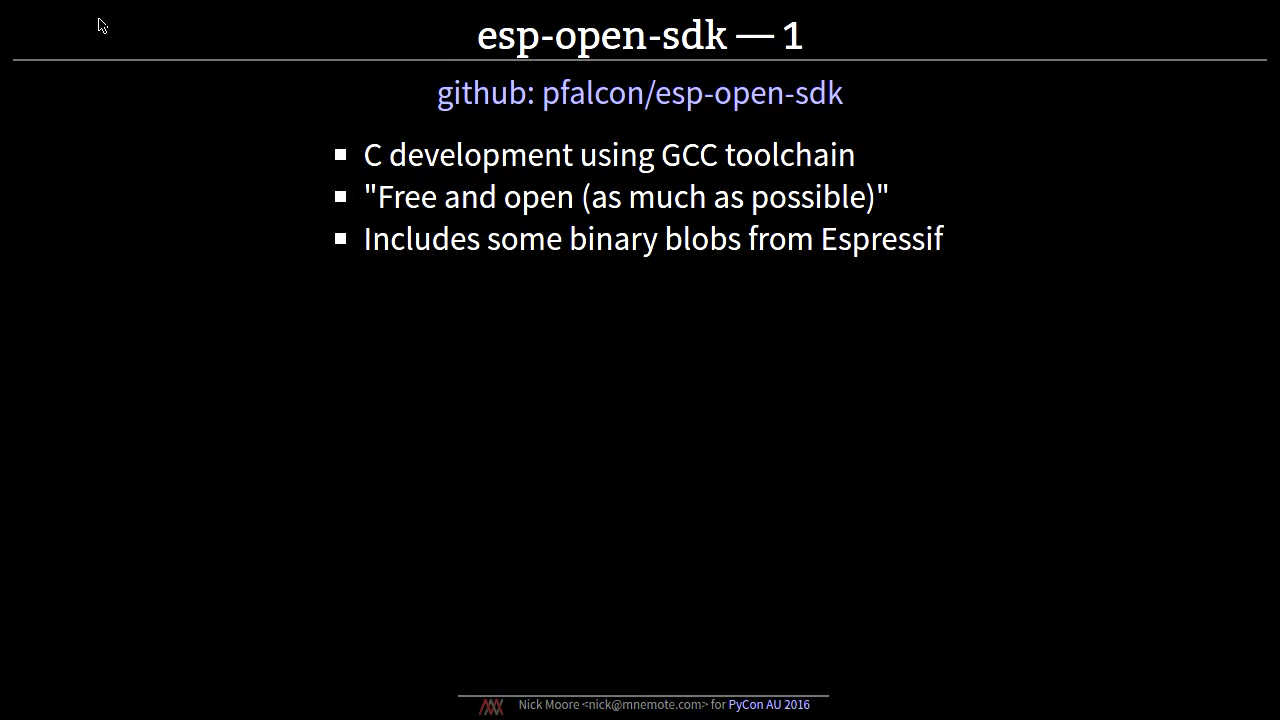 esp-open-sdk — 1
github: pfalcon/esp-open-sdk
C development using GCC toolchain
"Free and open (as much as possible)"
Includes some binary blobs from Espressif
Nick Moore <nick@mnemote.com> for PyCon AU 2016